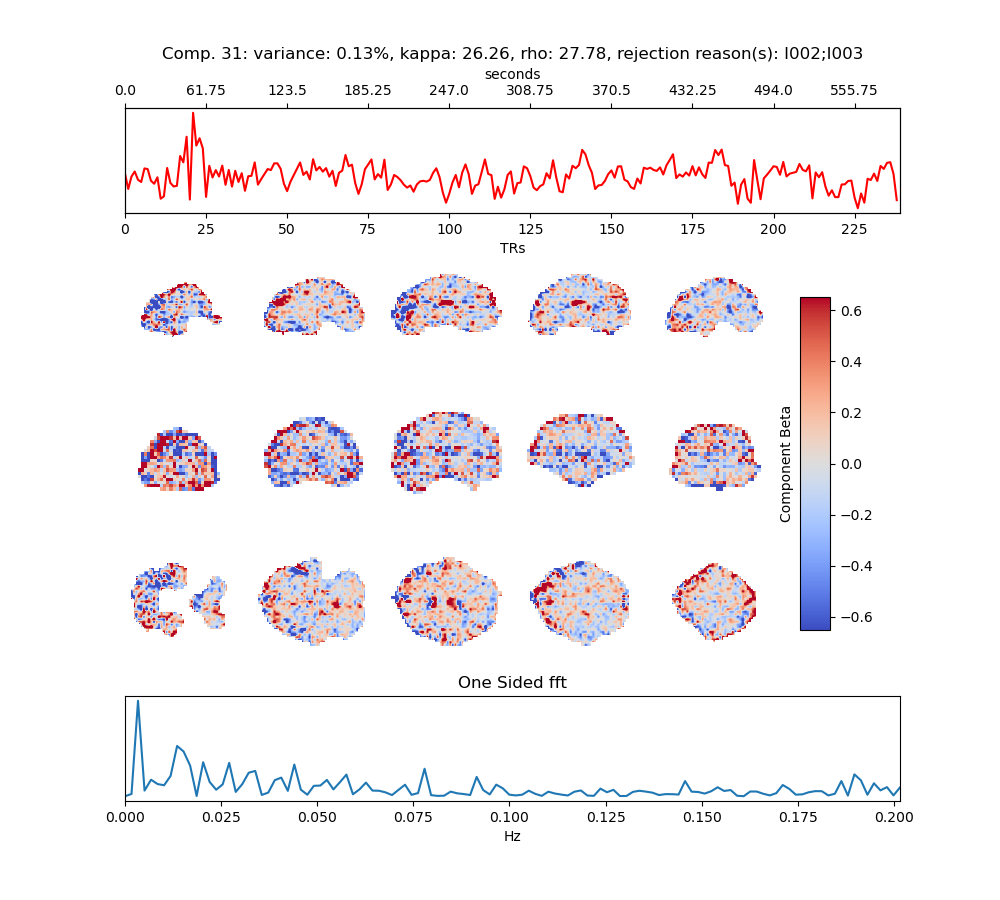 Comp. 31: variance: 0.13%, kappa: 26.26, rho: 27.78, rejection reason(s): I002;I003
seconds
0.0 61.75 123.5 185.25 247.0 308.75 370.5 432.25 494.0 555.75
0 25 50 75 100 125 150 175 200 225
TRs
0.6
0.4
0.2
0.0
−0.2
−0.4
−0.6
Component Beta
One Sided fft
0.000 0.025 0.050 0.075 0.100 0.125 0.150 0.175 0.200
Hz